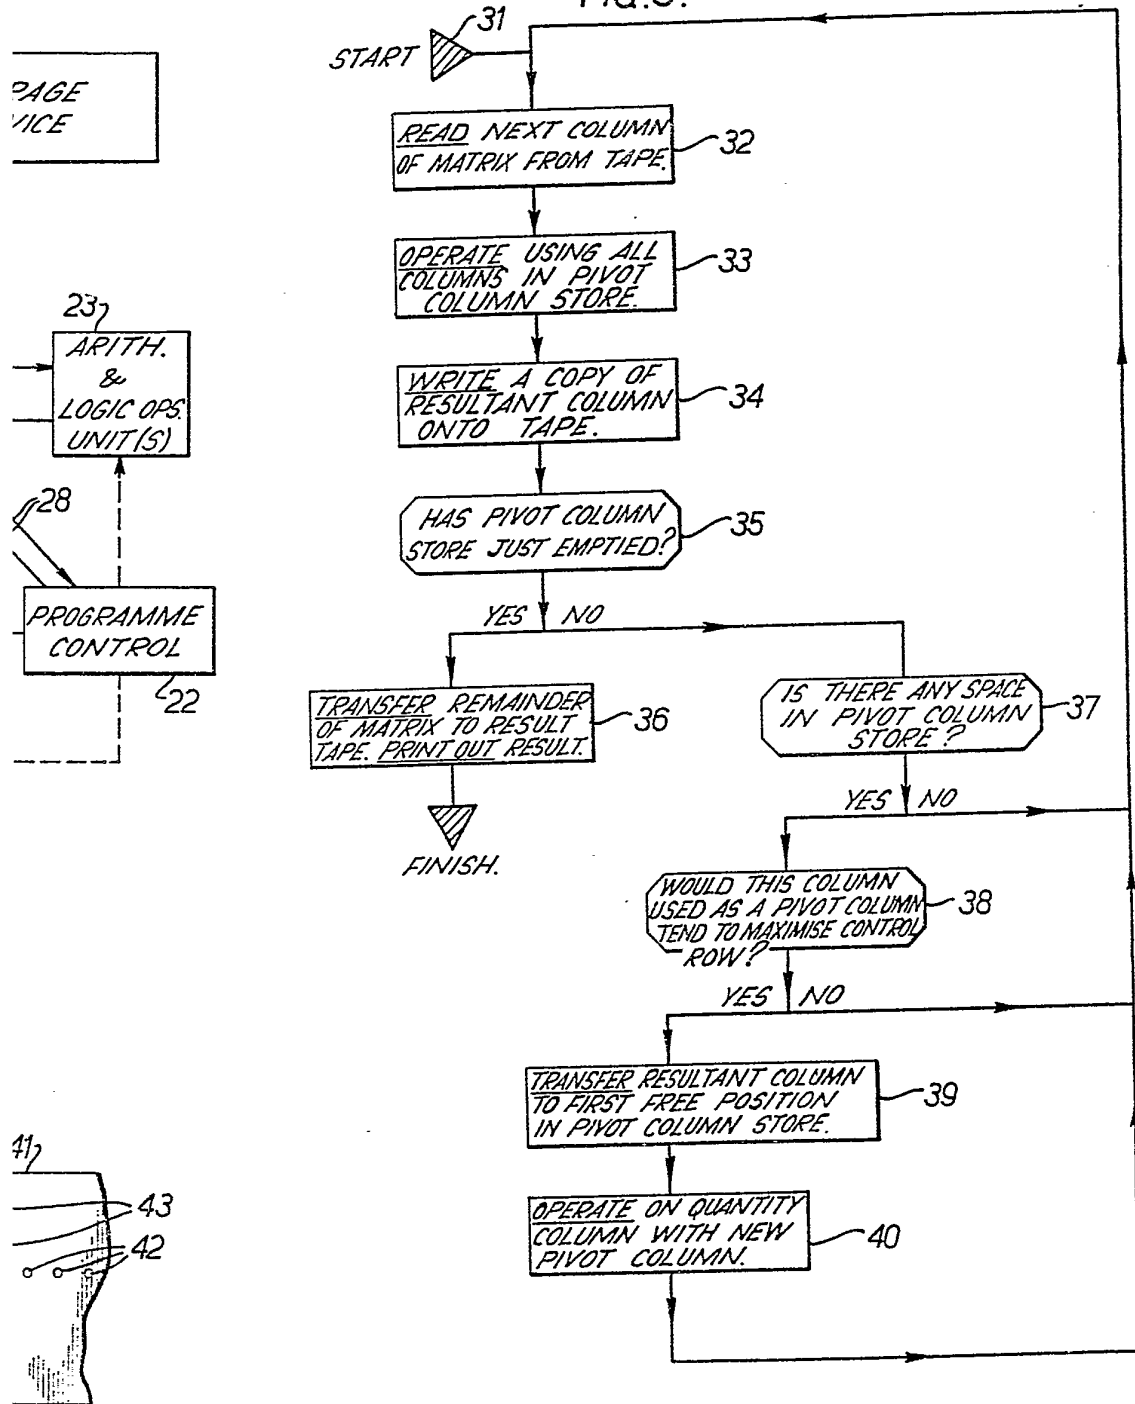 FIG.3.
31
START
READ NEXT COLUMN
OF MATRIX FROM TAPE.
32
OPERATE USING ALL
COLUMNS IN PIVOT
COLUMN STORE.
33
WRITE A COPY OF
RESULTANT COLUMN
ONTO TAPE.
34
HAS PIVOT COLUMN
STORE JUST EMPTIED?
35
YES NO
TRANSFER REMAINDER
OF MATRIX TO RESULT
TAPE. PRINT OUT RESULT.
36
FINISH.
IS THERE ANY SPACE
IN PIVOT COLUMN
STORE?
37
YES NO
WOULD THIS COLUMN
USED AS A PIVOT COLUMN
TEND TO MAXIMISE CONTROL
ROW?
38
YES NO
TRANSFER RESULTANT COLUMN
TO FIRST FREE POSITION
IN PIVOT COLUMN STORE.
39
OPERATE ON QUANTITY
COLUMN WITH NEW
PIVOT COLUMN.
40
PAGE
VICE
23
ARITH.
&
LOGIC OPS.
UNIT(S)
28
PROGRAMME
CONTROL
22
41
43
42